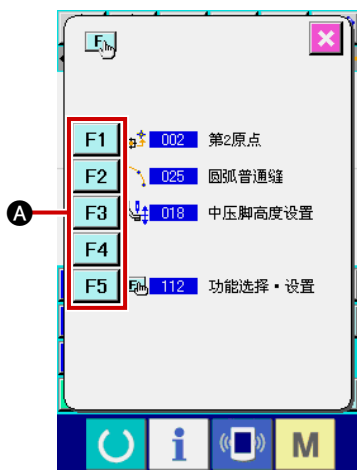 F
F1 002 第2原点
F2 025 圆弧普通缝
A F3 018 中压脚高度设置
F4
F5 112 功能选择・设置
i M